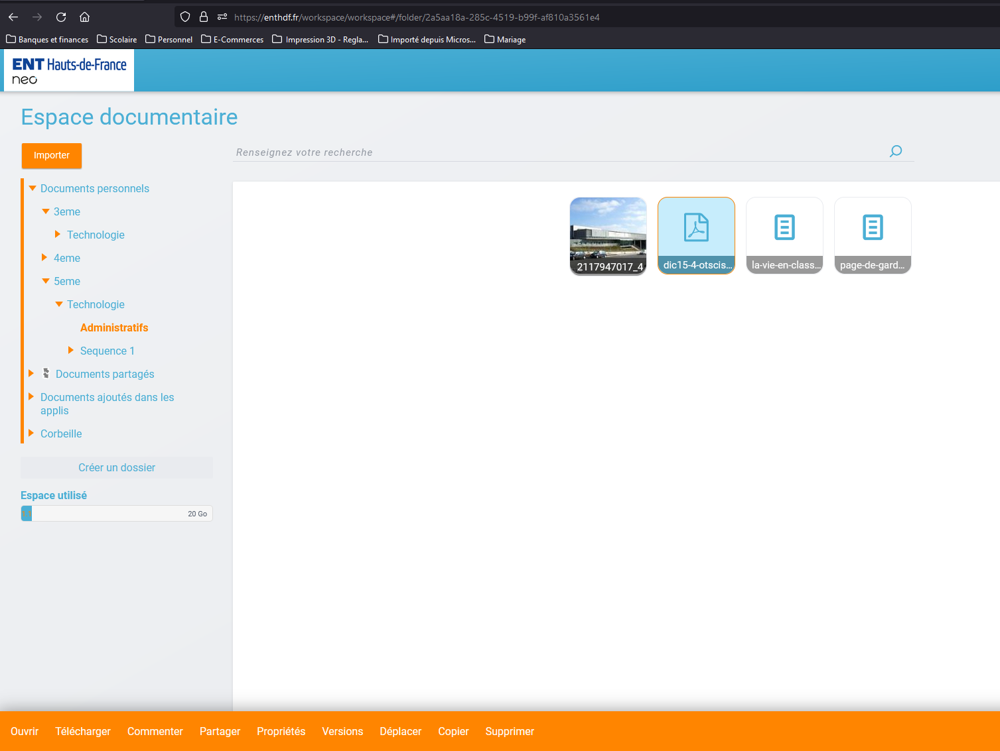 https://enthdf.fr/workspace/workspace#/folder/2a5aa18a-285c-4519-b99f-af810a3561e4
Banques et finances
Scolaire
Personnel
E-Commerces
Impression 3D - Regla...
Importé depuis Micros...
Mariage
ENT Hauts-de-France
neo
Espace documentaire
Importer
Renseignez votre recherche
Documents personnels
3eme
Technologie
4eme
5eme
Technologie
Administratifs
Sequence 1
Documents partagés
Documents ajoutés dans les
applis
Corbeille
Créer un dossier
Espace utilisé
20 Go
2117947017_4
dic15-4-otscis...
la-vie-en-class...
page-de-gard...
Ouvrir
Télécharger
Commenter
Partager
Propriétés
Versions
Déplacer
Copier
Supprimer